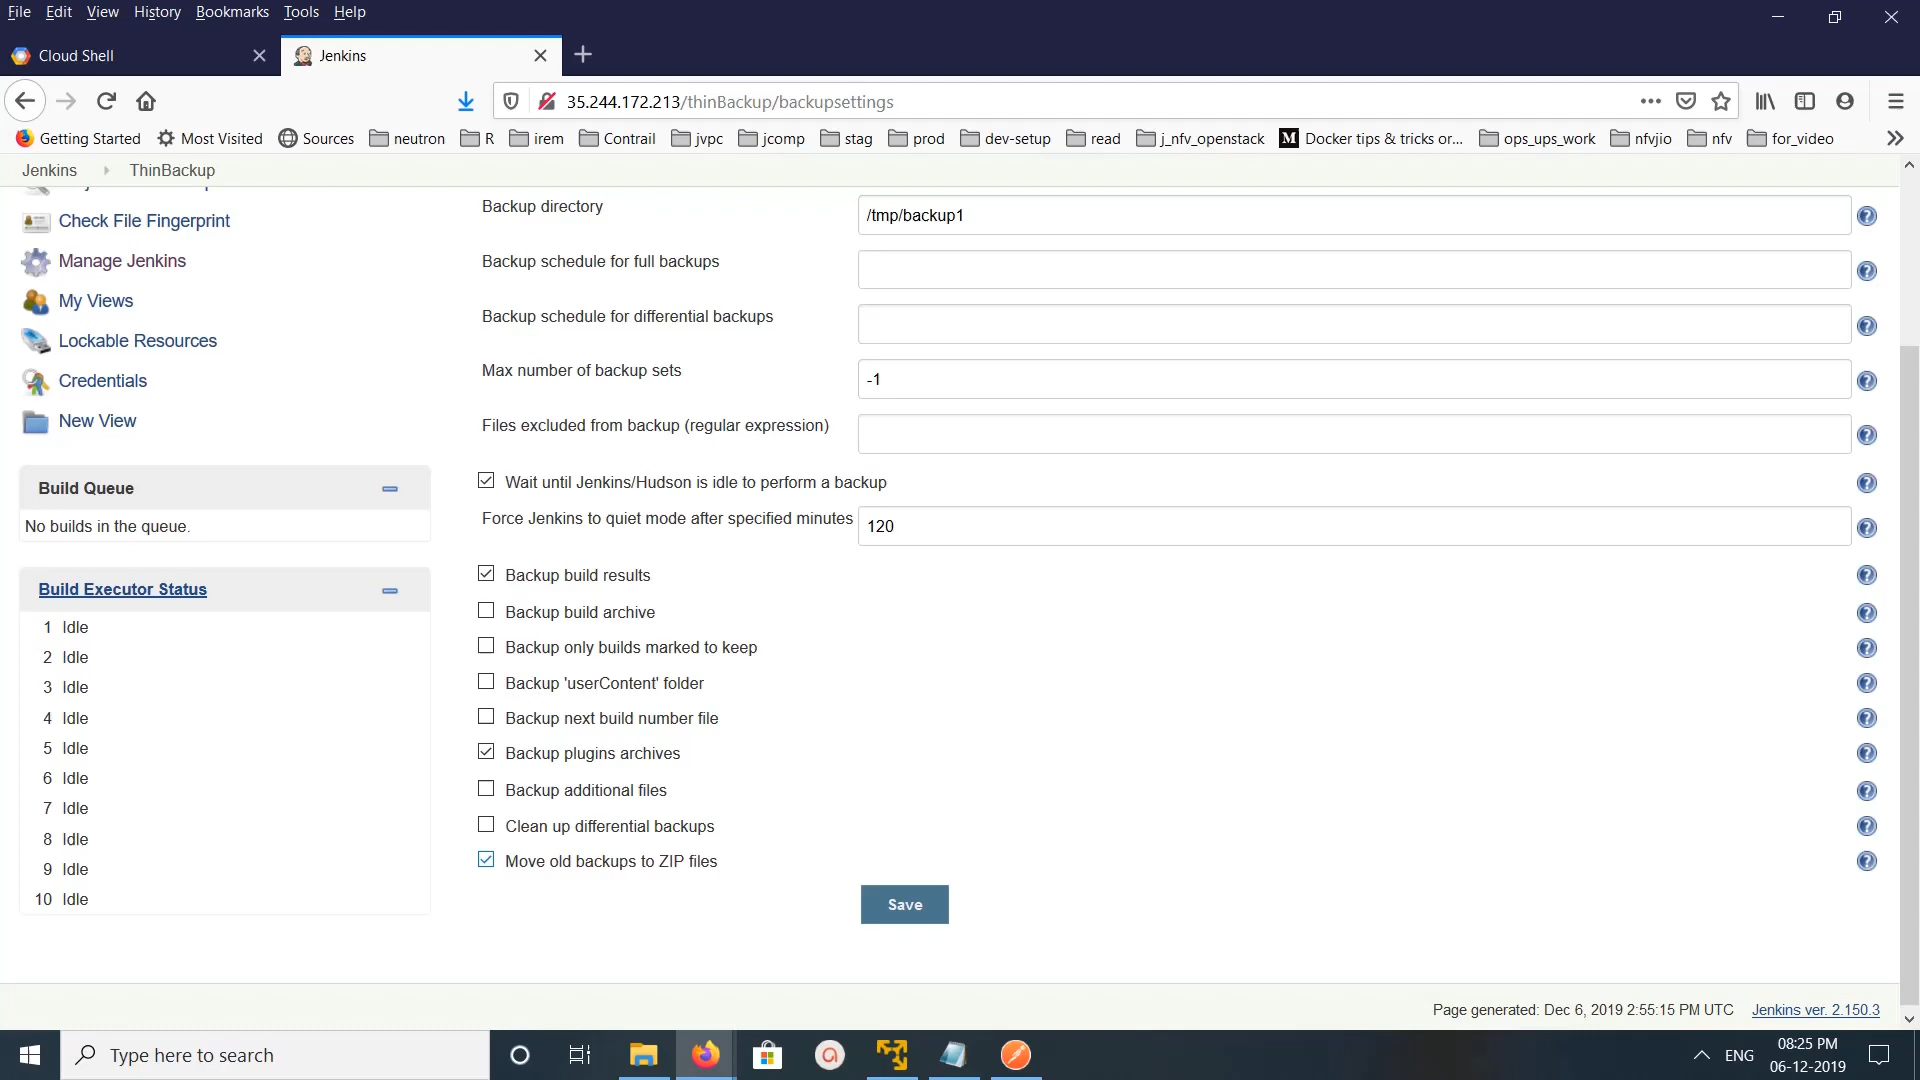 File Edit View History Bookmarks Tools Help
Cloud Shell
Jenkins
35.244.172.213/thinBackup/backupsettings
Getting Started Most Visited Sources neutron R irem Contrail jvpc jcomp stag prod dev-setup read j_nfv_openstack M Docker tips & tricks or... ops_ups_work nfvjio nfv for_video
Jenkins ThinBackup
Check File Fingerprint
Manage Jenkins
My Views
Lockable Resources
Credentials
New View
Build Queue
No builds in the queue.
Build Executor Status
1 Idle
2 Idle
3 Idle
4 Idle
5 Idle
6 Idle
7 Idle
8 Idle
9 Idle
10 Idle
Backup directory /tmp/backup1
Backup schedule for full backups
Backup schedule for differential backups
Max number of backup sets -1
Files excluded from backup (regular expression)
Wait until Jenkins/Hudson is idle to perform a backup
Force Jenkins to quiet mode after specified minutes 120
Backup build results
Backup build archive
Backup only builds marked to keep
Backup 'userContent' folder
Backup next build number file
Backup plugins archives
Backup additional files
Clean up differential backups
Move old backups to ZIP files
Save
Page generated: Dec 6, 2019 2:55:15 PM UTC Jenkins ver. 2.150.3
Type here to search
ENG
08:25 PM
06-12-2019